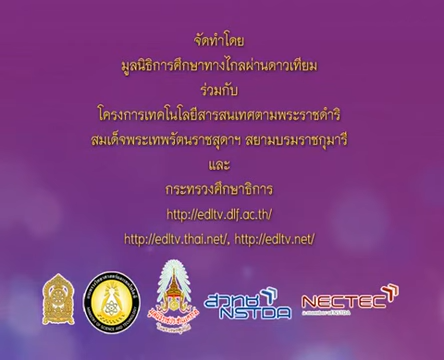 จัดทำโดย
มูลนิธิการศึกษาทางไกลผ่านดาวเทียม
ร่วมกับ
โครงการเทคโนโลยีสารสนเทศตามพระราชดำริ
สมเด็จพระเทพรัตนราชสุดาฯ สยามบรมราชกุมารี
และ
กระทรวงศึกษาธิการ
http://edltv.dlf.ac.th/
http://edltv.thai.net/, http://edltv.net/
สวทช
NSTDA
NECTEC